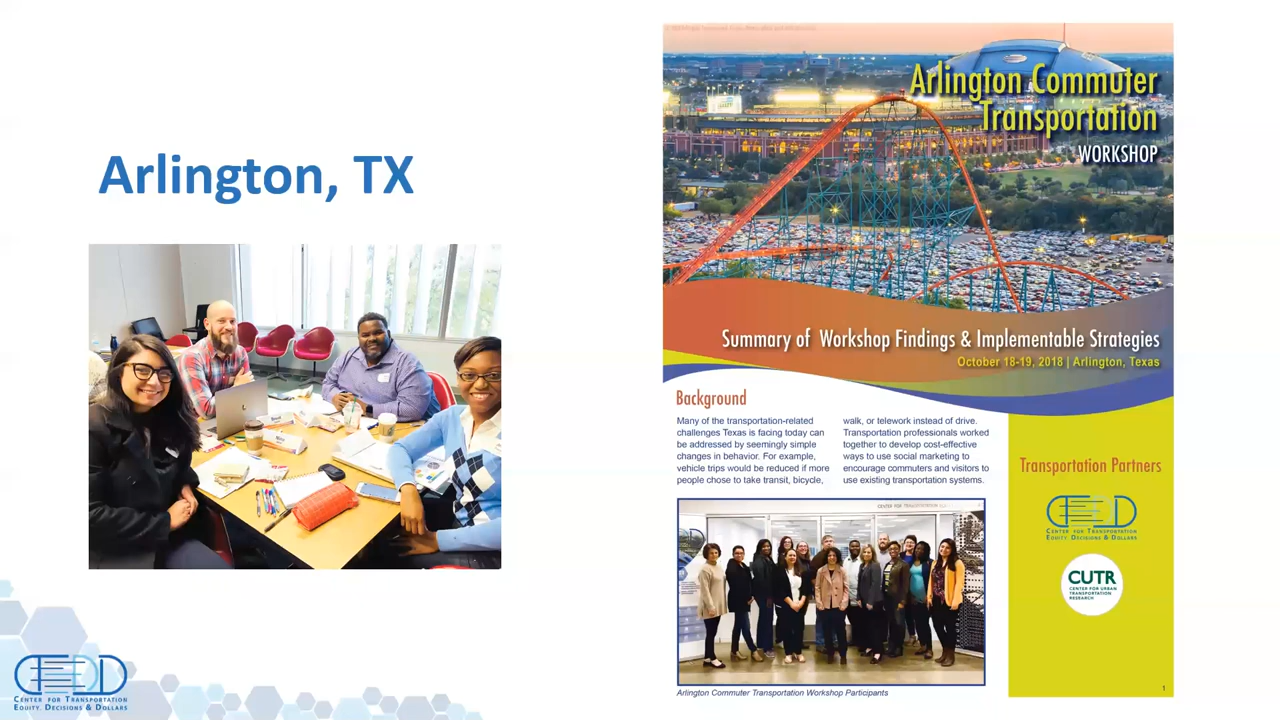 Arlington, TX
Arlington Commuter
Transportation
WORKSHOP
Summary of Workshop Findings & Implementable Strategies
October 18-19, 2018 | Arlington, Texas
Background
Many of the transportation-related
challenges Texas is facing today can
be addressed by seemingly simple
changes in behavior. For example,
vehicle trips would be reduced if more
people chose to take transit, bicycle,
walk, or telework instead of drive.
Transportation professionals worked
together to develop cost-effective
ways to use social marketing to
encourage commuters and visitors to
use existing transportation systems.
Transportation Partners
CENTER FOR TRANSPORTATION
EQUITY, DECISIONS & DOLLARS
CUTR
CENTER FOR URBAN
TRANSPORTATION
RESEARCH
CENTER FOR TRANSPORTATION
Arlington Commuter Transportation Workshop Participants
1
CENTER FOR TRANSPORTATION
EQUITY, DECISIONS & DOLLARS